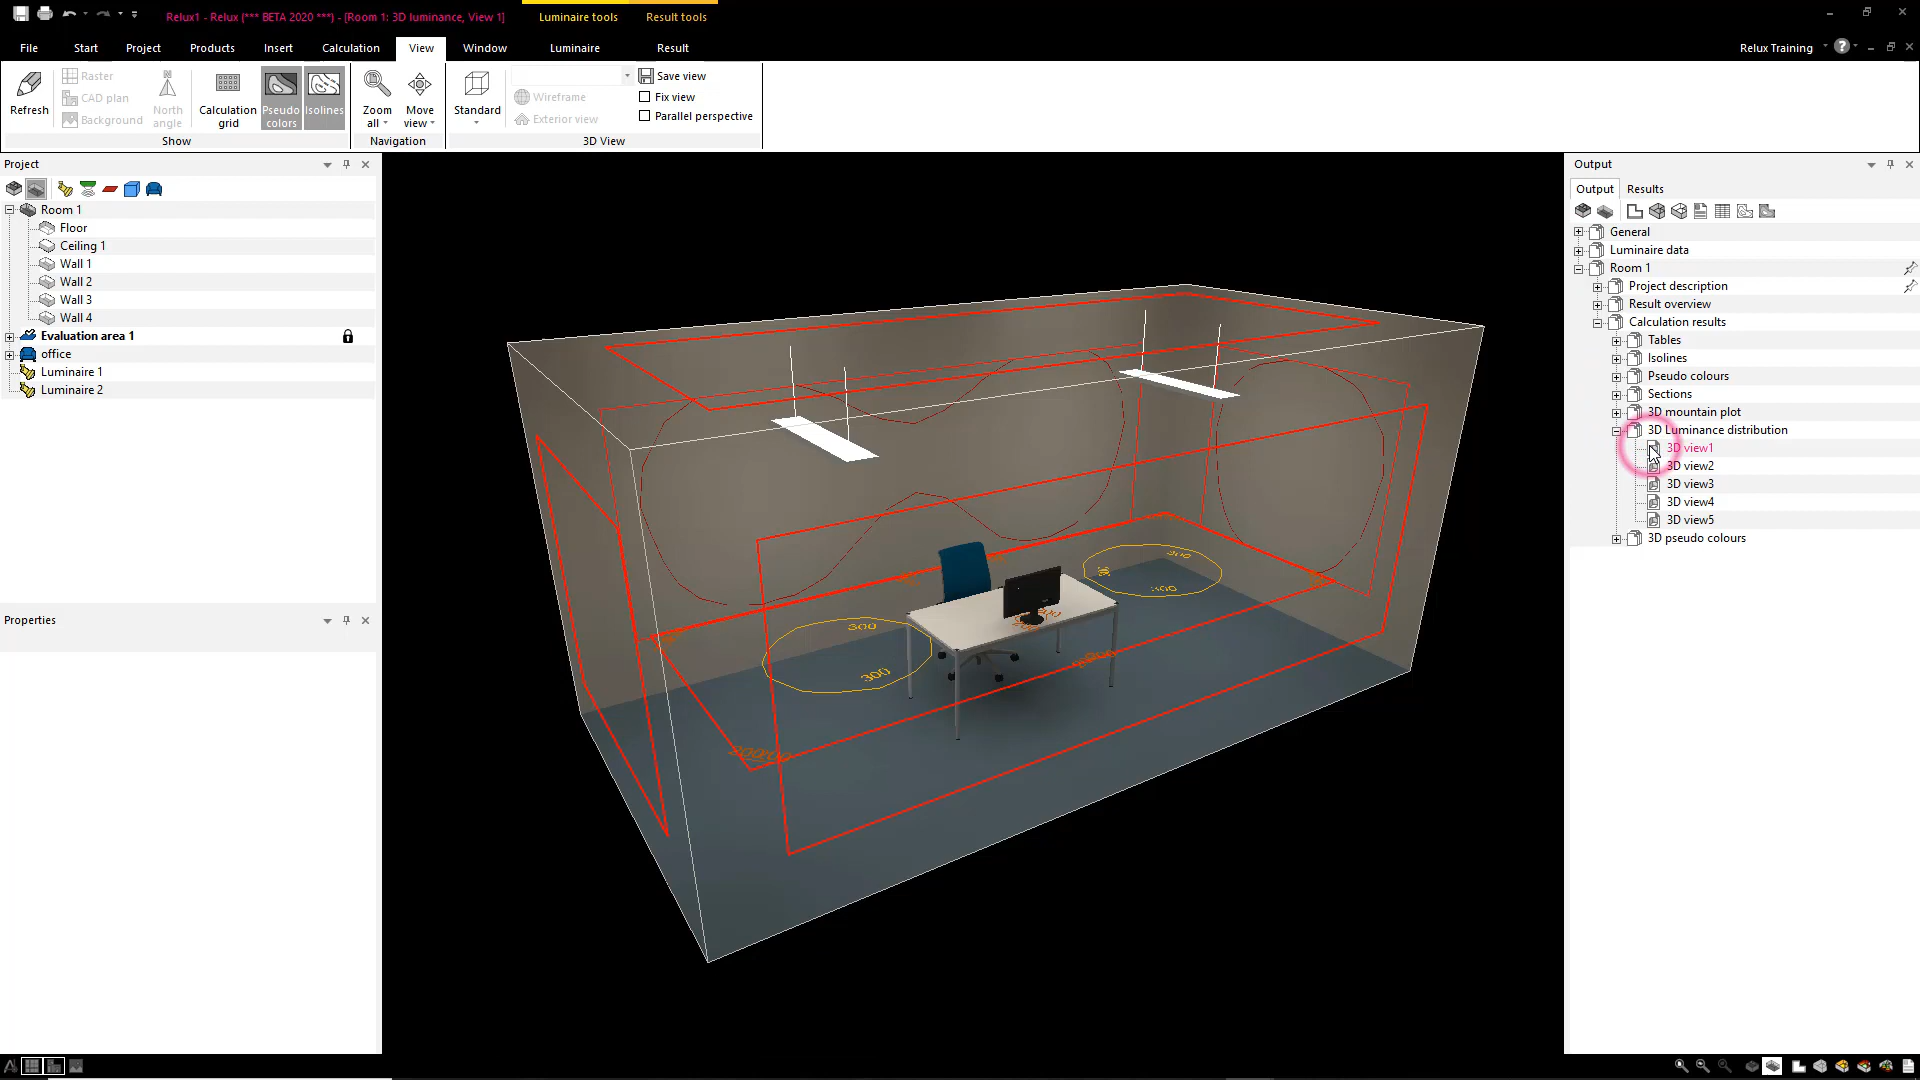 Relux1 - Relux (*** BETA 2020 ***) - [Room 1: 3D luminance, View 1]
Luminaire tools
Result tools
File
Start
Project
Products
Insert
Calculation
View
Window
Luminaire
Result
Relux Training
Refresh
Raster
CAD plan
Background
North
angle
Calculation
grid
Pseudo
colors
Isolines
Show
Zoom
all
Move
view
Navigation
Standard
Wireframe
Exterior view
Save view
Fix view
Parallel perspective
3D View
Project
Room 1
Floor
Ceiling 1
Wall 1
Wall 2
Wall 3
Wall 4
Evaluation area 1
office
Luminaire 1
Luminaire 2
Properties
300
300
300
300
Output
Output
Results
General
Luminaire data
Room 1
Project description
Result overview
Calculation results
Tables
Isolines
Pseudo colours
Sections
3D mountain plot
3D Luminance distribution
3D view1
3D view2
3D view3
3D view4
3D view5
3D pseudo colours